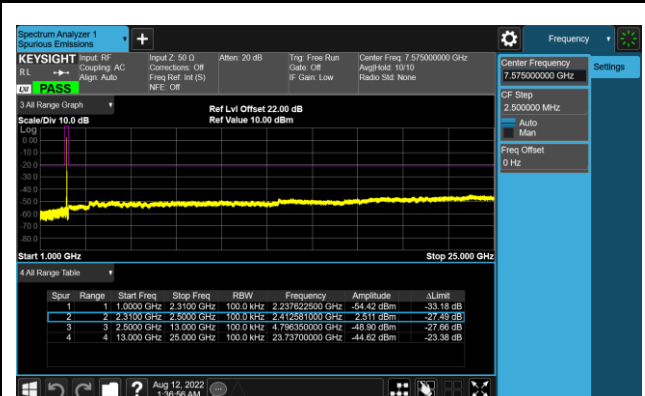 Spectrum Analyzer 1
Spurious Emissions
Frequency
KEYSIGHT Input: RF Input Z: 50 Ω Atten: 20 dB Trig: Free Run Center Freq: 7.575000000 GHz
RL Coupling: AC Corrections: Off Gate: Off Avg|Hold: 10/10
Align: Auto Freq Ref: Int (S) IF Gain: Low Radio Std: None
LXI PASS NFE: Off
Center Frequency
7.575000000 GHz
Settings
CF Step
2.500000 MHz
Auto
Man
Freq Offset
0 Hz
3 All Range Graph
Ref Lvl Offset 22.00 dB
Scale/Div 10.0 dB Ref Value 10.00 dBm
Log
0.00
-10.0
-20.0
-30.0
-40.0
-50.0
-60.0
-70.0
-80.0
Start 1.000 GHz Stop 25.000 GHz
4 All Range Table
Spur Range Start Freq Stop Freq RBW Frequency Amplitude ΔLimit
1 1 1.0000 GHz 2.3100 GHz 100.0 kHz 2.237622500 GHz -54.42 dBm -33.18 dB
2 2 2.3100 GHz 2.5000 GHz 100.0 kHz 2.412581000 GHz 2.511 dBm -27.49 dB
3 3 2.5000 GHz 13.000 GHz 100.0 kHz 4.796350000 GHz -48.90 dBm -27.66 dB
4 4 13.000 GHz 25.000 GHz 100.0 kHz 23.73700000 GHz -44.62 dBm -23.38 dB
Aug 12, 2022
1:36:56 AM